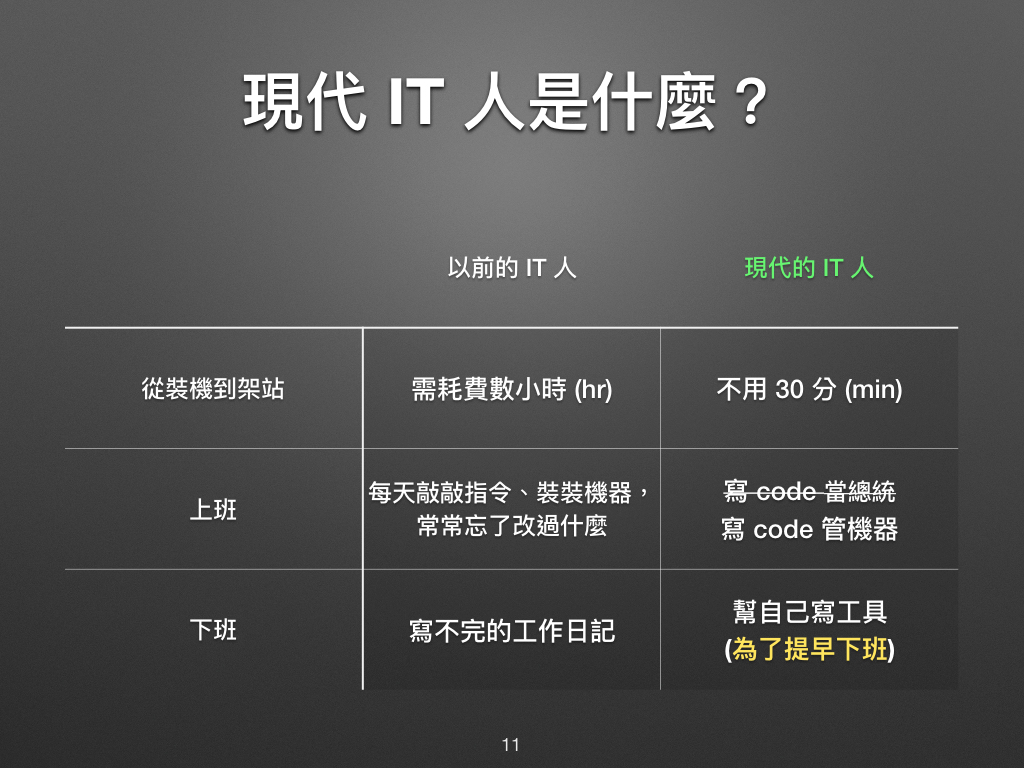 現代 IT 人是什麼？
以前的 IT 人
現代的 IT 人
從裝機到架站
需耗費數小時 (hr)
不用 30 分 (min)
上班
每天敲敲指令、裝裝機器，
常常忘了改過什麼
寫 code 當總統
寫 code 管機器
下班
寫不完的工作日記
幫自己寫工具
(為了提早下班)
11